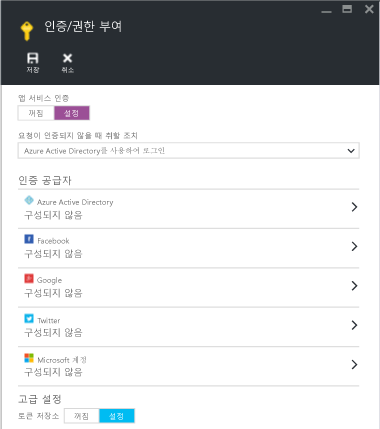 인증/권한 부여
저장 취소
앱 서비스 인증
꺼짐 설정
요청이 인증되지 않을 때 취할 조치
Azure Active Directory를 사용하여 로그인
인증 공급자
Azure Active Directory
구성되지 않음
Facebook
구성되지 않음
Google
구성되지 않음
Twitter
구성되지 않음
Microsoft 계정
구성되지 않음
고급 설정
토큰 저장소 꺼짐 설정